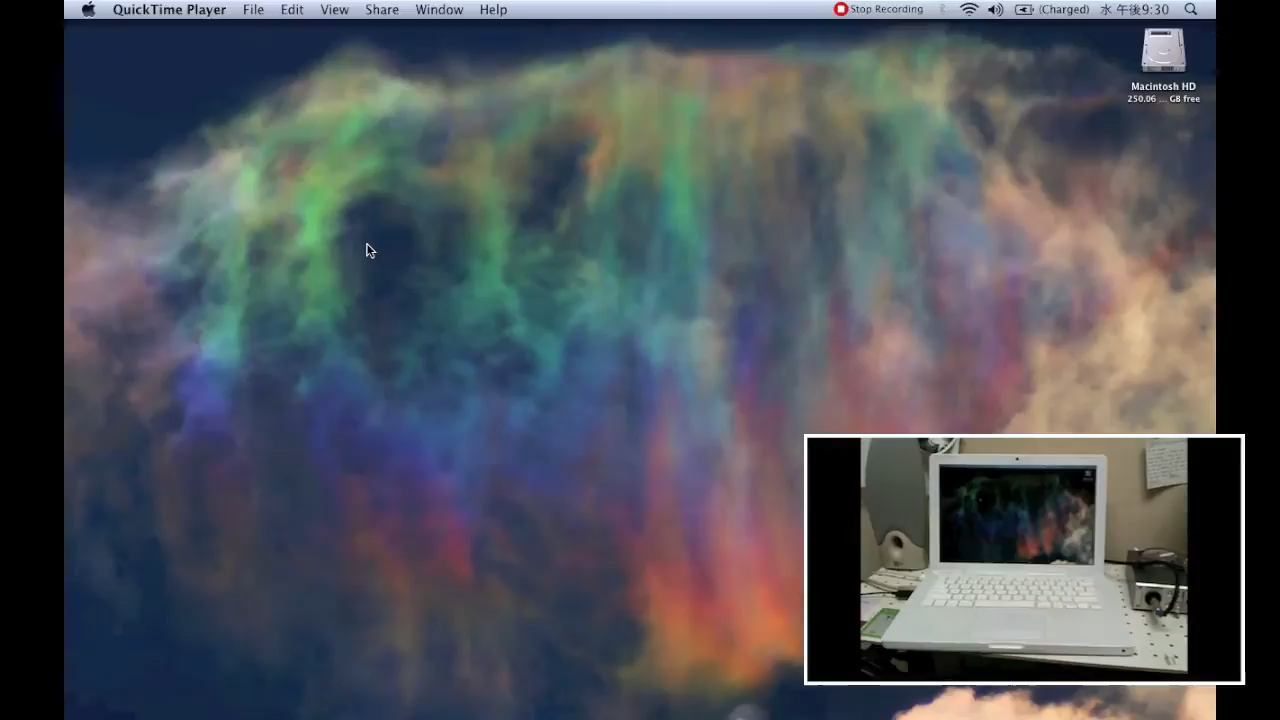 QuickTime Player File Edit View Share Window Help Stop Recording (Charged) 水 午後9:30
Macintosh HD
250.06 ... GB free